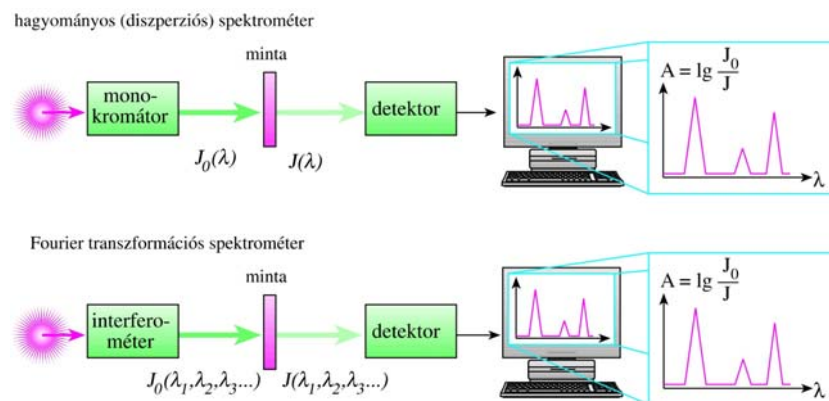 hagyományos (diszperziós) spektrométer
mono-
kromátor
minta
detektor
J₀(λ)
J(λ)
A = lg J₀/J
λ
Fourier transzformációs spektrométer
interfero-
méter
minta
detektor
J₀(λ₁,λ₂,λ₃...)
J(λ₁,λ₂,λ₃...)
A = lg J₀/J
λ